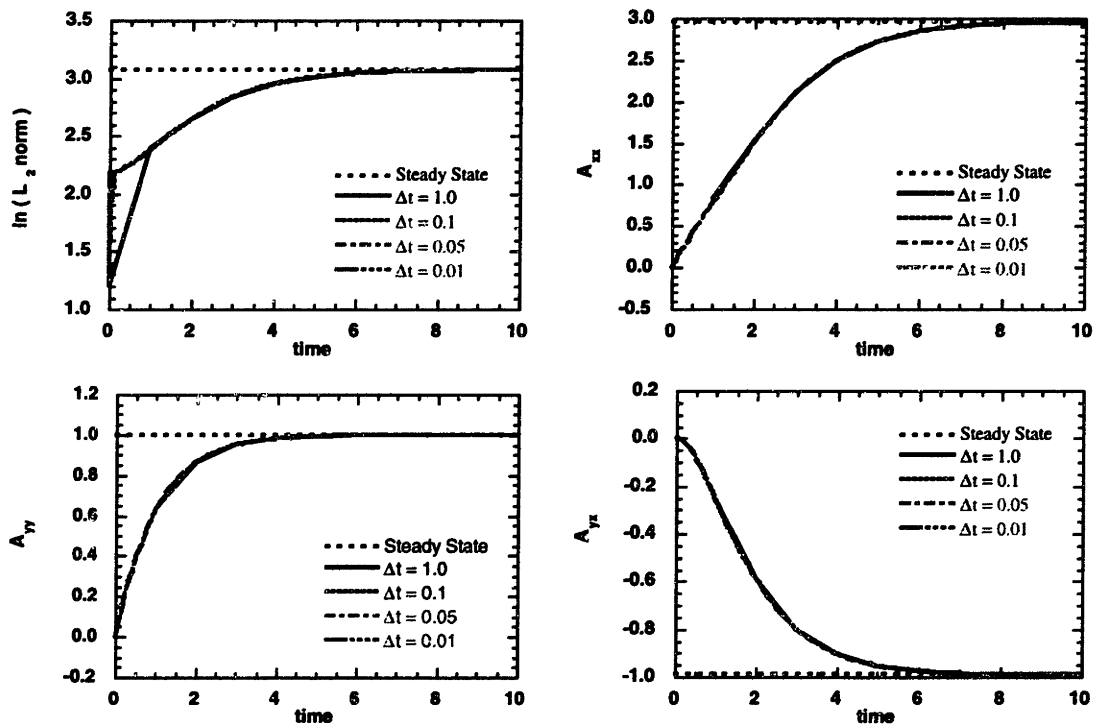 3.5
3.0
2.5
2.0
1.5
1.0
ln ( L2 norm )
Steady State
Δt = 1.0
Δt = 0.1
Δt = 0.05
Δt = 0.01
0 2 4 6 8 10
time
3.0
2.5
2.0
1.5
1.0
0.5
0.0
-0.5
Axx
Steady State
Δt = 1.0
Δt = 0.1
Δt = 0.05
Δt = 0.01
0 2 4 6 8 10
time
1.2
1.0
0.8
0.6
0.4
0.2
0.0
-0.2
Ayy
Steady State
Δt = 1.0
Δt = 0.1
Δt = 0.05
Δt = 0.01
0 2 4 6 8 10
time
0.2
0.0
-0.2
-0.4
-0.6
-0.8
-1.0
Ayx
Steady State
Δt = 1.0
Δt = 0.1
Δt = 0.05
Δt = 0.01
0 2 4 6 8 10
time